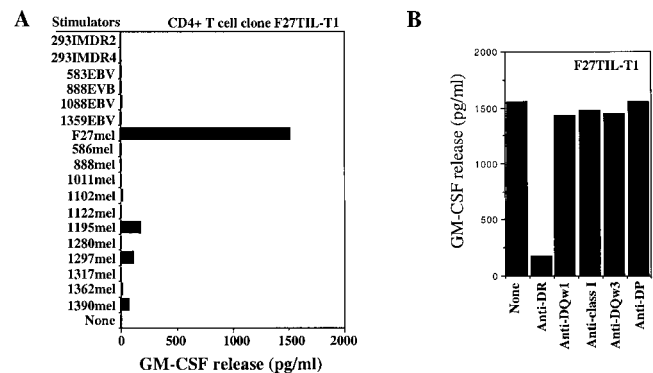 A
Stimulators
CD4+ T cell clone F27TIL-T1
293IMDR2
293IMDR4
583EBV
888EVB
1088EBV
1359EBV
F27mel
586mel
888mel
1011mel
1102mel
1122mel
1195mel
1280mel
1297mel
1317mel
1362mel
1390mel
None
0 500 1000 1500 2000
GM-CSF release (pg/ml)
B
F27TIL-T1
GM-CSF release (pg/ml)
2000
1500
1000
500
0
None
Anti-DR
Anti-DQw1
Anti-class I
Anti-DQw3
Anti-DP